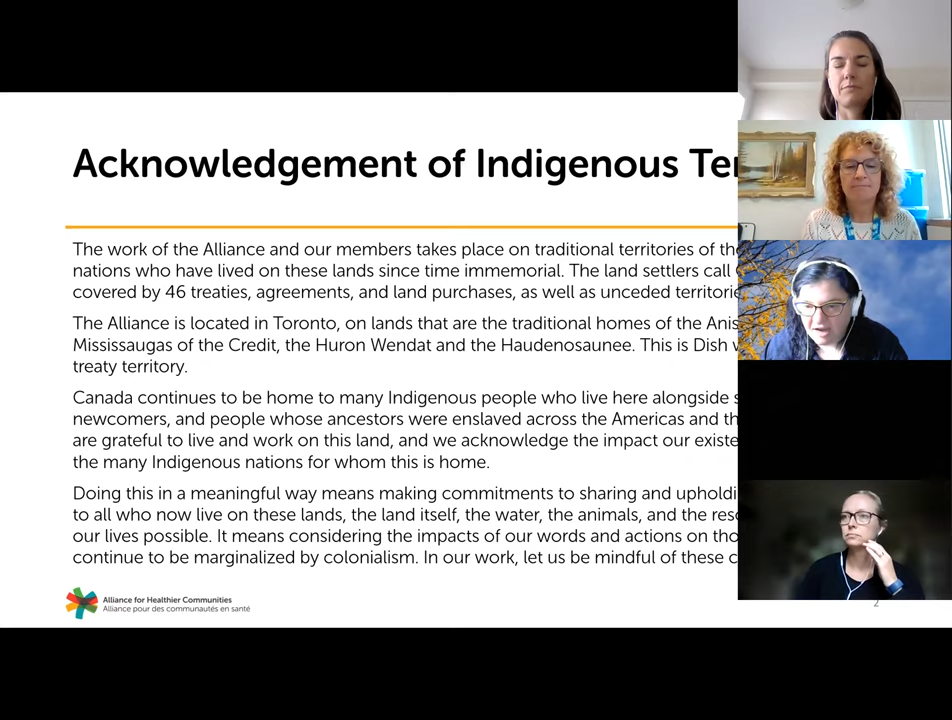 Acknowledgement of Indigenous Ter
The work of the Alliance and our members takes place on traditional territories of the
nations who have lived on these lands since time immemorial. The land settlers call
covered by 46 treaties, agreements, and land purchases, as well as unceded territorie
The Alliance is located in Toronto, on lands that are the traditional homes of the Anis
Mississaugas of the Credit, the Huron Wendat and the Haudenosaunee. This is Dish w
treaty territory.
Canada continues to be home to many Indigenous people who live here alongside s
newcomers, and people whose ancestors were enslaved across the Americas and th
are grateful to live and work on this land, and we acknowledge the impact our existe
the many Indigenous nations for whom this is home.
Doing this in a meaningful way means making commitments to sharing and upholdi
to all who now live on these lands, the land itself, the water, the animals, and the reso
our lives possible. It means considering the impacts of our words and actions on tho
continue to be marginalized by colonialism. In our work, let us be mindful of these c
Alliance for Healthier Communities
Alliance pour des communautés en santé
2